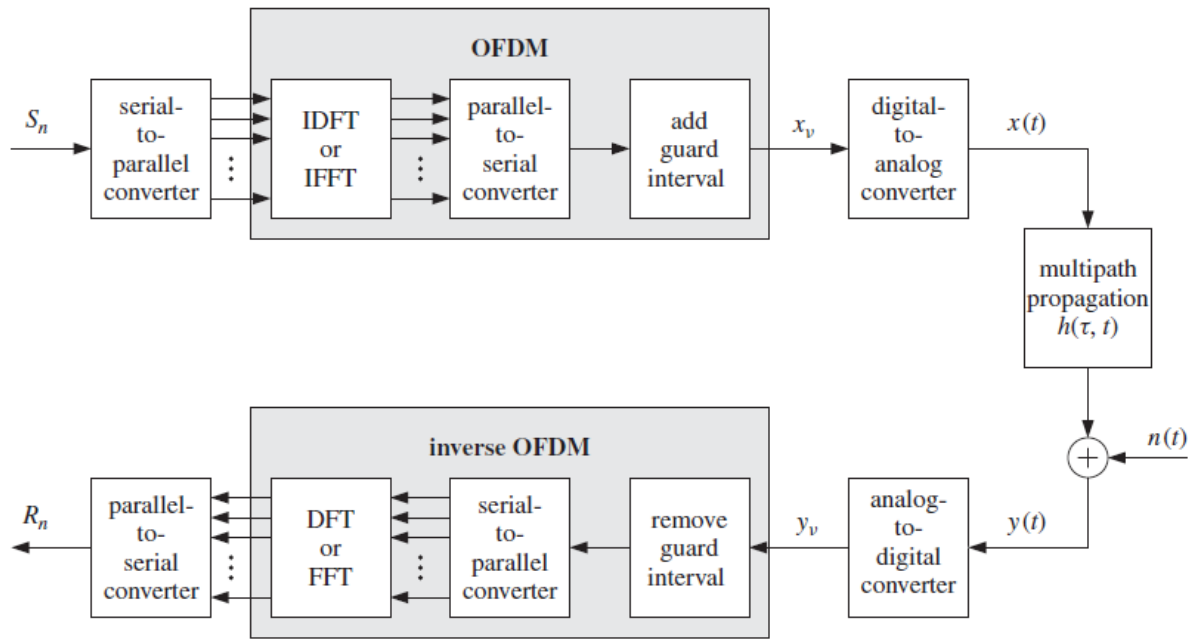 OFDM
S_n
serial-
to-
parallel
converter
IDFT
or
IFFT
parallel-
to-
serial
converter
add
guard
interval
x_ν
digital-
to-
analog
converter
x(t)
multipath
propagation
h(τ, t)
+
n(t)
inverse OFDM
R_n
parallel-
to-
serial
converter
DFT
or
FFT
serial-
to-
parallel
converter
remove
guard
interval
y_ν
analog-
to-
digital
converter
y(t)